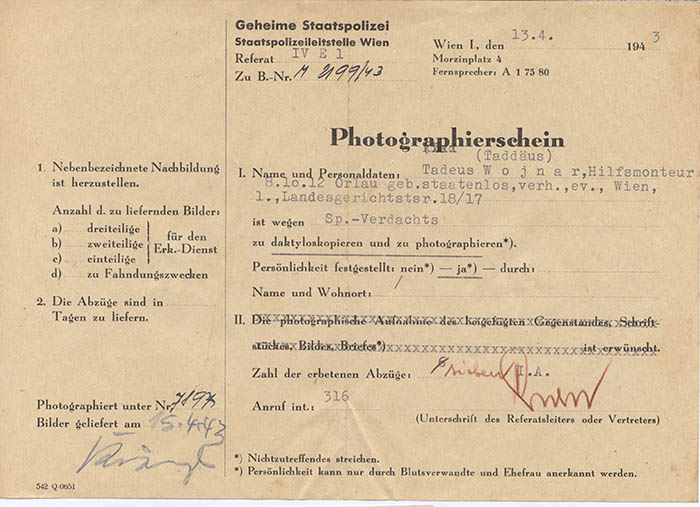 Geheime Staatspolizei
Staatspolizeileitstelle Wien
Referat IV E 1
Zu B.-Nr. M 2199/43
Wien I., den 13.4. 1943
Morzinplatz 4
Fernsprecher: A 1 75 80
Photographierschein
(Taddäus)
I. Name und Personaldaten: Tadeus Wojnar, Hilfsmonteur
8.10.12 Orlau geb.staatenlos, verh., ev., Wien,
1., Landesgerichtstsr.18/17
ist wegen Sp.-Verdachts
zu daktyloskopieren und zu photographieren*).
Persönlichkeit festgestellt: nein*) — ja*) — durch:
Name und Wohnort:
II. Die photographische Aufnahme des beigefügten Gegenstandes, Schrift-
stückes, Bildes, Briefes*) ist erwünscht.
Zahl der erbetenen Abzüge: sieben I.A.
Anruf int.: 316
(Unterschrift des Referatsleiters oder Vertreters)
*) Nichtzutreffendes streichen.
*) Persönlichkeit kann nur durch Blutsverwandte und Ehefrau anerkannt werden.
1. Nebenbezeichnete Nachbildung
ist herzustellen.
Anzahl d. zu liefernden Bilder:
a) dreiteilige
b) zweiteilige
c) einteilige
für den
Erk.-Dienst
d) zu Fahndungszwecken
2. Die Abzüge sind in
Tagen zu liefern.
Photographiert unter Nr.
Bilder geliefert am 15.4.43
542 Q-0651